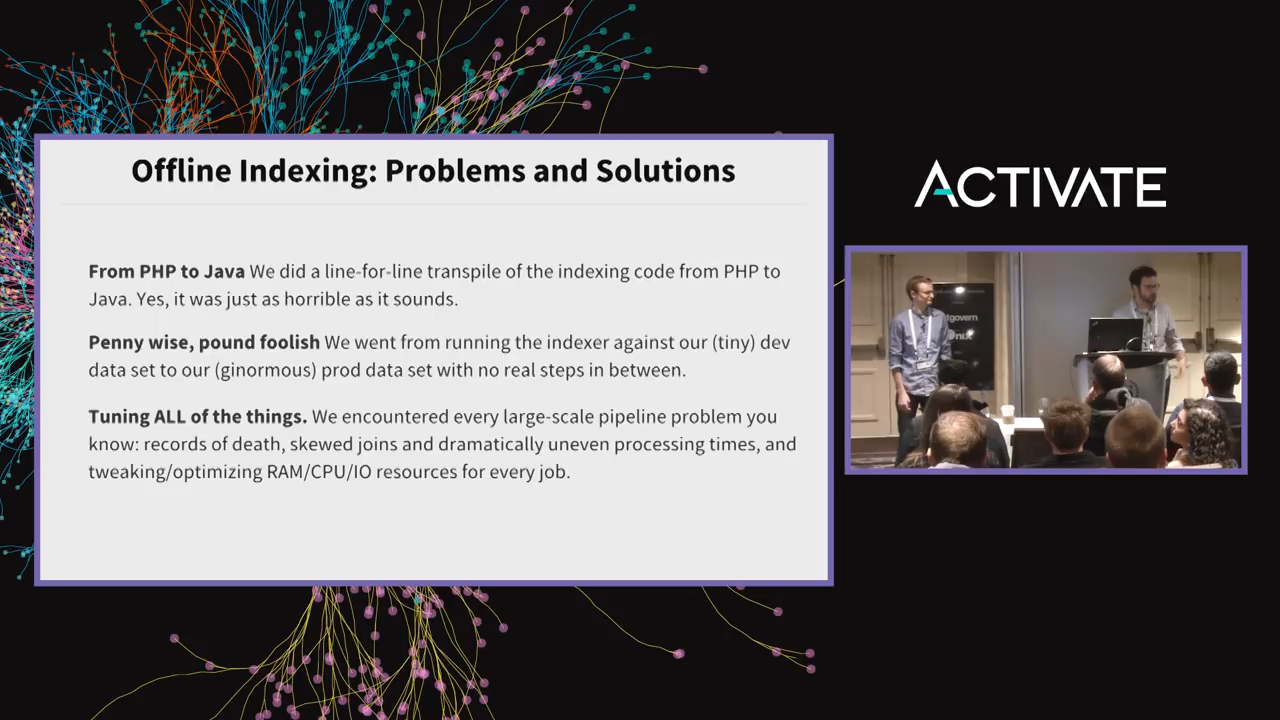 Offline Indexing: Problems and Solutions
From PHP to Java We did a line-for-line transpile of the indexing code from PHP to
Java. Yes, it was just as horrible as it sounds.
Penny wise, pound foolish We went from running the indexer against our (tiny) dev
data set to our (ginormous) prod data set with no real steps in between.
Tuning ALL of the things. We encountered every large-scale pipeline problem you
know: records of death, skewed joins and dramatically uneven processing times, and
tweaking/optimizing RAM/CPU/IO resources for every job.
ACTIVATE